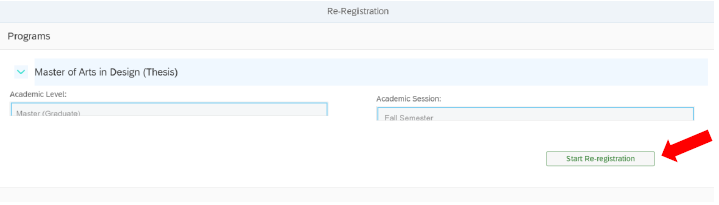 Re-Registration
Programs
Master of Arts in Design (Thesis)
Academic Level:
Academic Session:
Master (Graduate)
Fall Semester
Start Re-registration